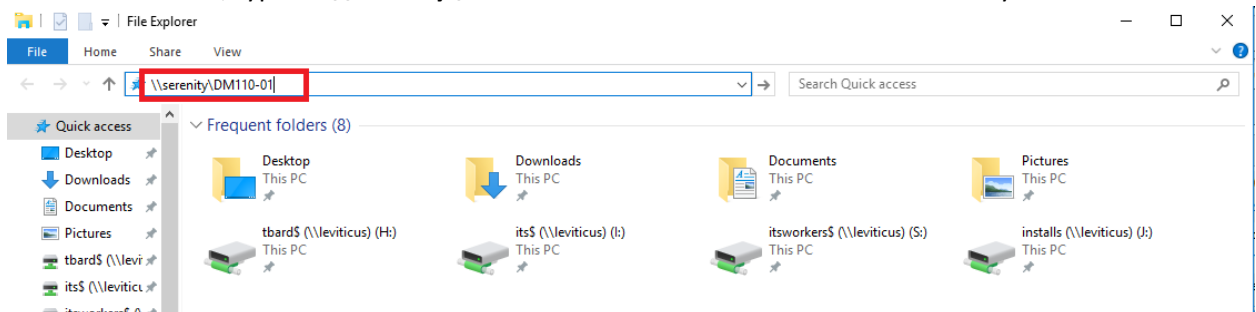 File Explorer
File Home Share View
\\serenity\DM110-01
Search Quick access
Quick access
Desktop
Downloads
Documents
Pictures
tbard$ (\\levi
its$ (\\leviticu
Frequent folders (8)
Desktop
This PC
Downloads
This PC
Documents
This PC
Pictures
This PC
tbard$ (\\leviticus) (H:)
This PC
its$ (\\leviticus) (I:)
This PC
itsworkers$ (\\leviticus) (S:)
This PC
installs (\\leviticus) (J:)
This PC